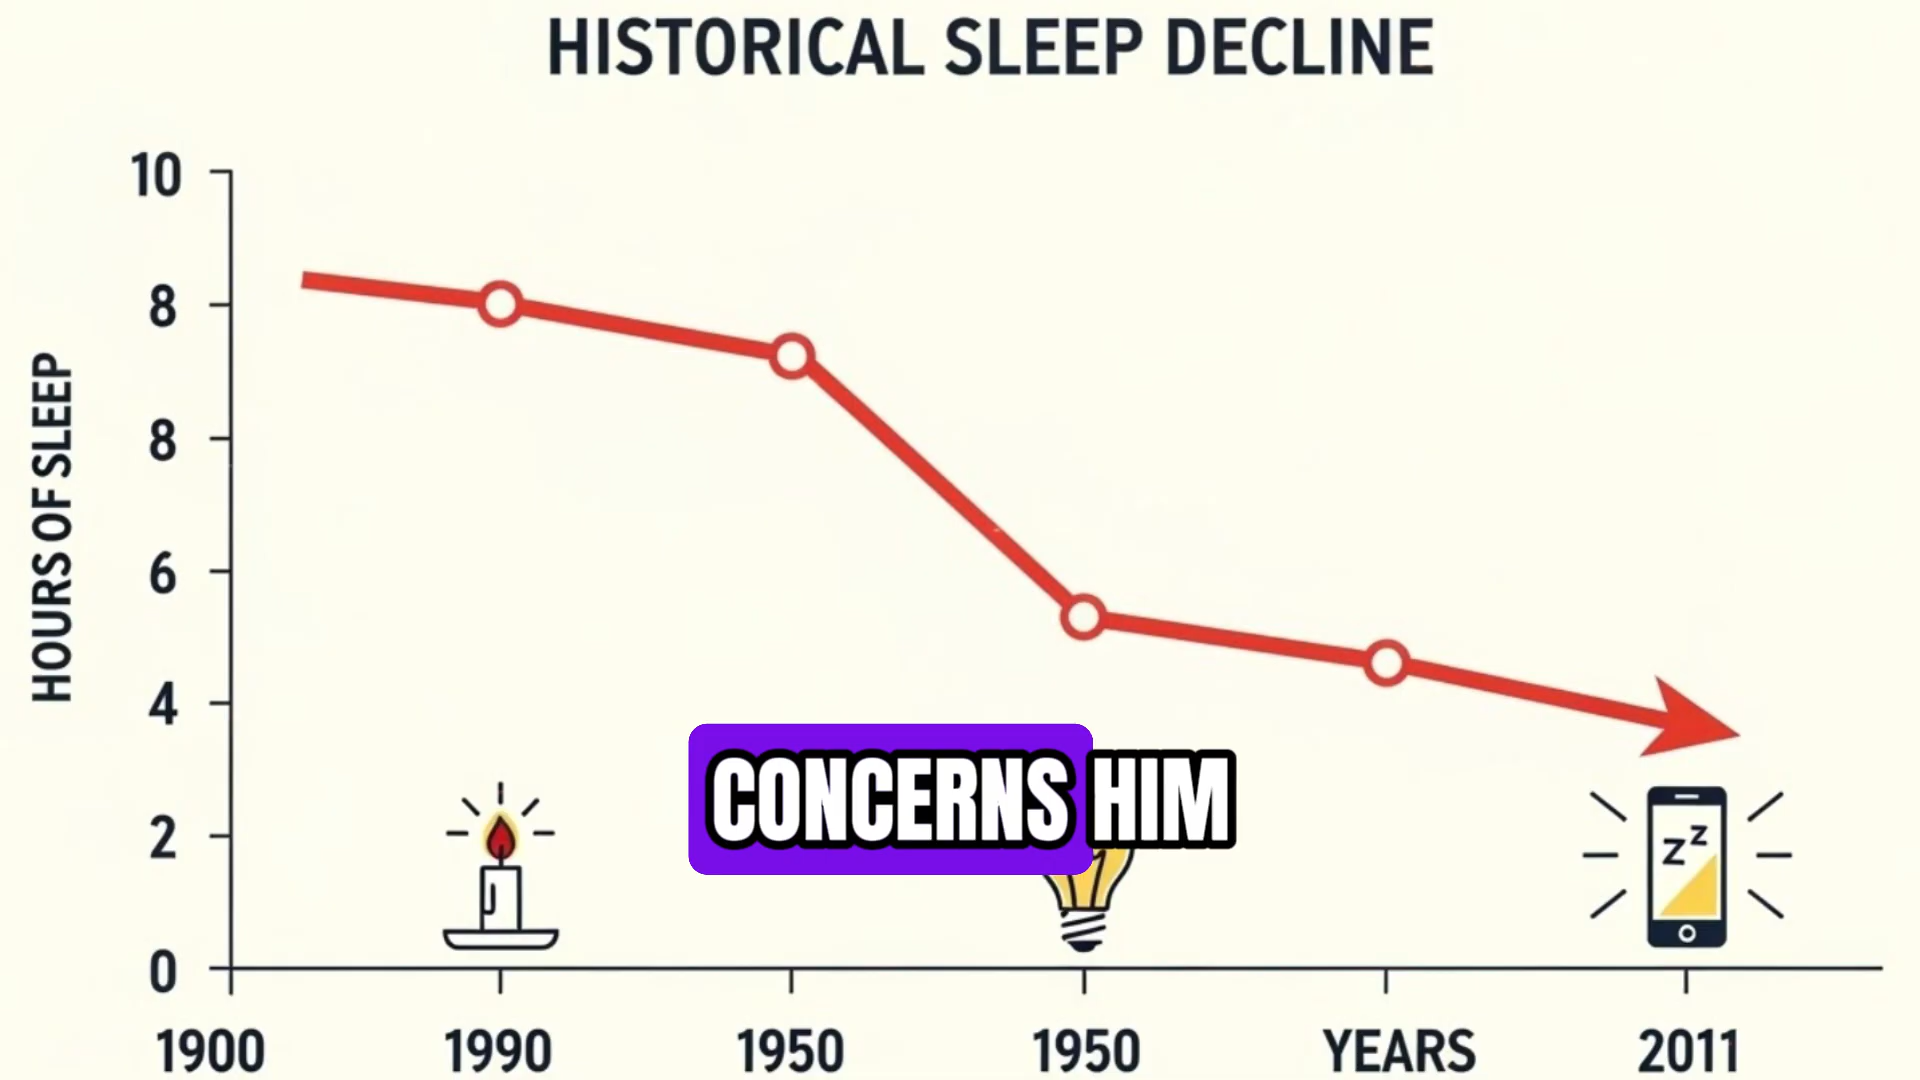 HISTORICAL SLEEP DECLINE
10
8
8
6
4
2
0
HOURS OF SLEEP
CONCERNS HIM
z z
1900 1990 1950 1950 YEARS 2011